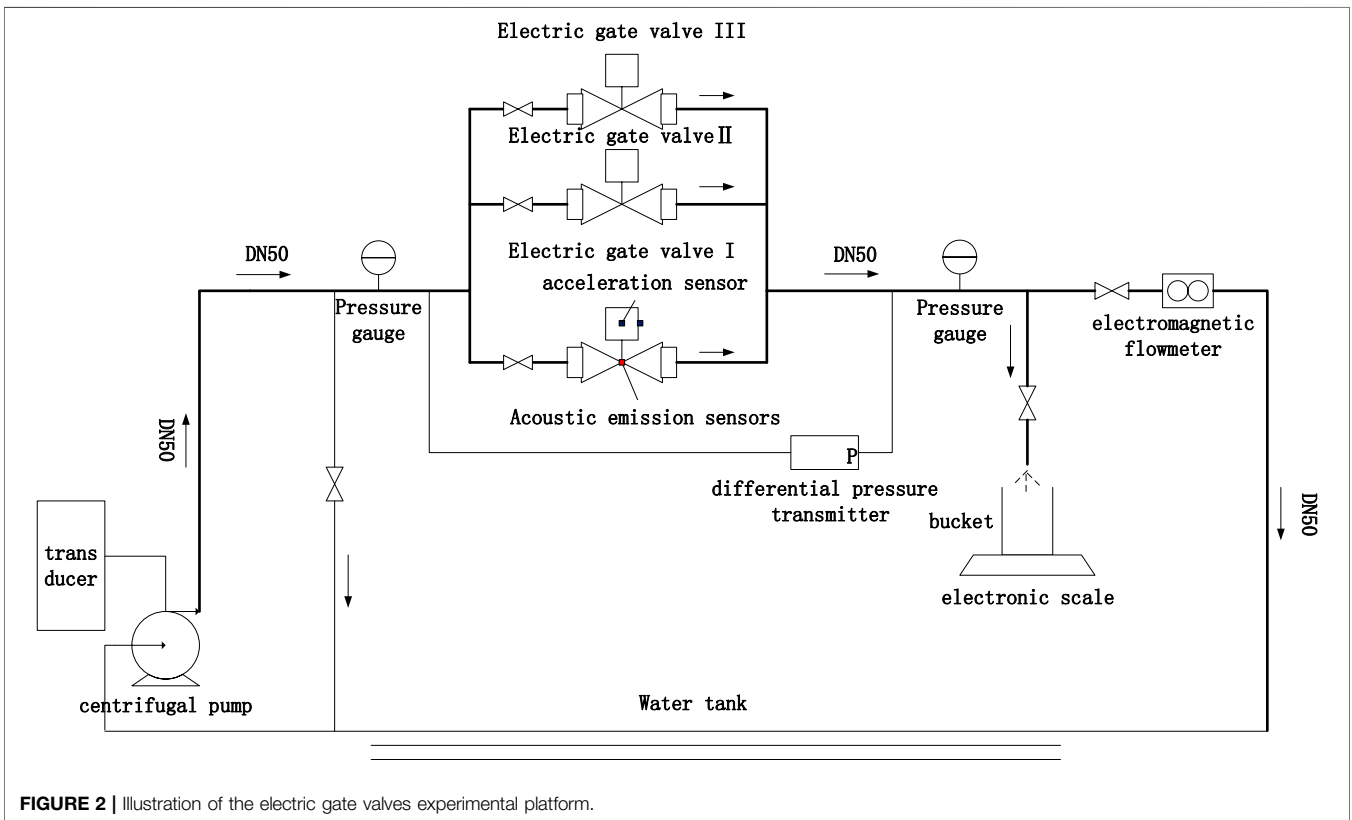 Electric gate valve III
Electric gate valve Ⅱ
Electric gate valve I
acceleration sensor
DN50
DN50
Pressure
gauge
Pressure
gauge
electromagnetic
flowmeter
Acoustic emission sensors
DN50
P
differential pressure
transmitter
bucket
DN50
trans
ducer
electronic scale
centrifugal pump
Water tank
FIGURE 2 | Illustration of the electric gate valves experimental platform.